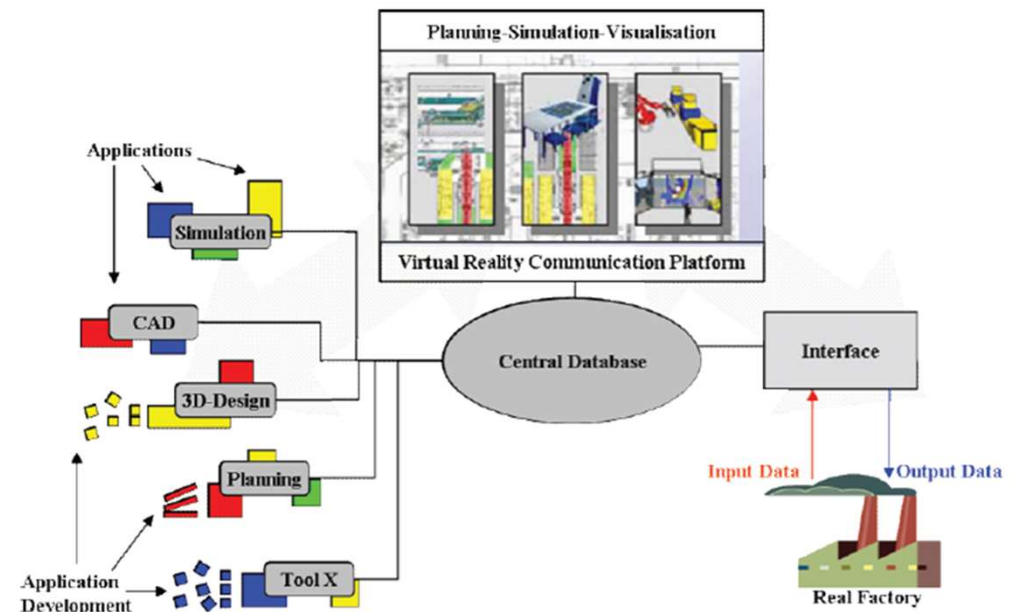 Planning-Simulation-Visualisation
Virtual Reality Communication Platform
Applications
Simulation
CAD
3D-Design
Planning
Tool X
Application
Development
Central Database
Interface
Input Data
Output Data
Real Factory